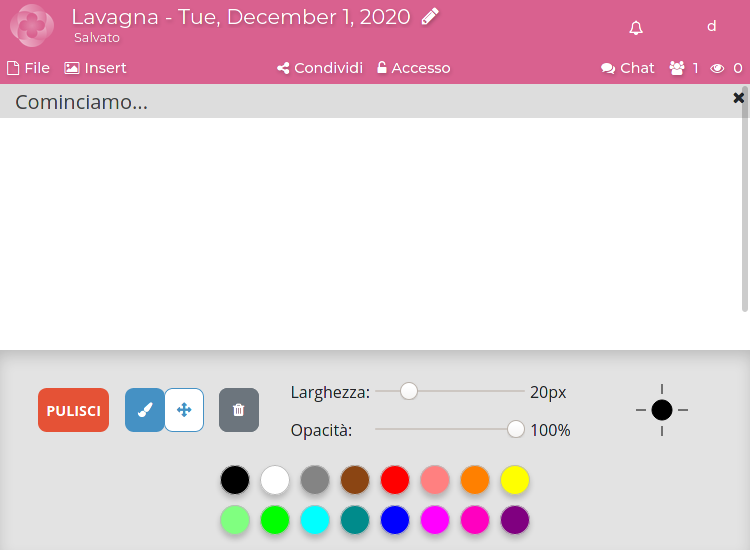 Lavagna - Tue, December 1, 2020
Salvato
d
File Insert Condividi Accesso Chat 1 0
Cominciamo...
PULISCI
Larghezza: 20px
Opacità: 100%